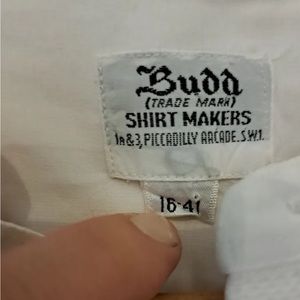 Budd
(TRADE MARK)
SHIRT MAKERS
1a & 3, PICCADILLY ARCADE. S.W.1.
16-41